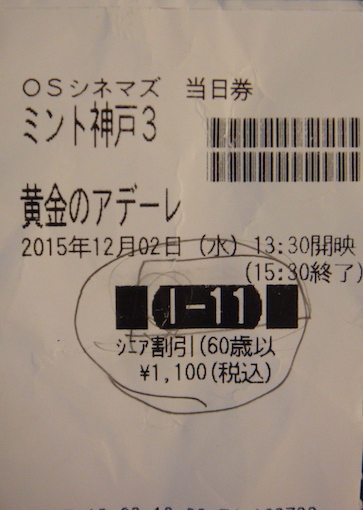 OSシネマズ 当日券
ミント神戸3
黄金のアデーレ
2015年12月02日 (水) 13:30開映
(15:30終了)
I-11
シニア割引(60歳以
¥1,100(税込)